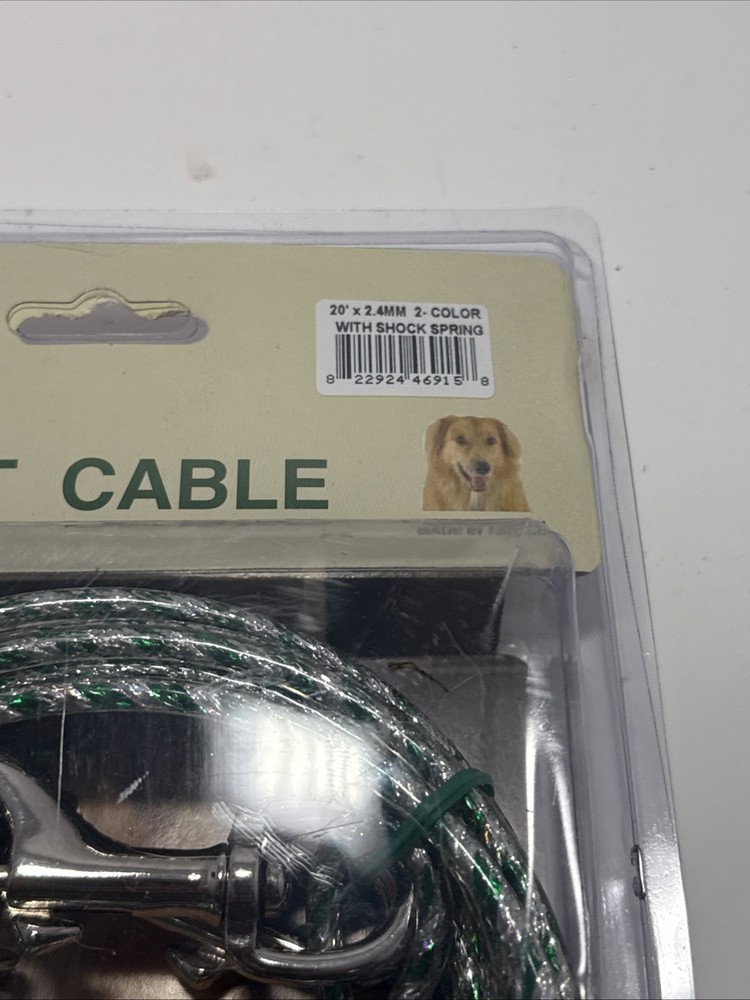 20' x 2.4MM 2- COLOR
WITH SHOCK SPRING
8 22924 46915 8
CABLE